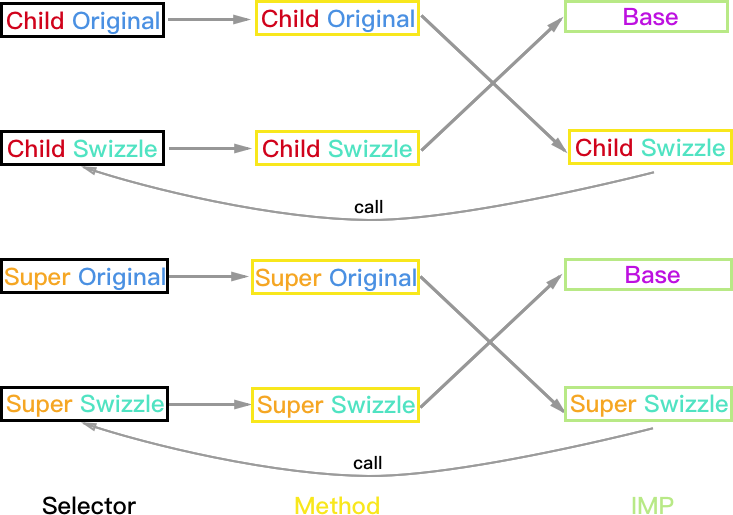 Child Original
Child Original
Base
Child Swizzle
Child Swizzle
Child Swizzle
call
Super Original
Super Original
Base
Super Swizzle
Super Swizzle
Super Swizzle
call
Selector
Method
IMP